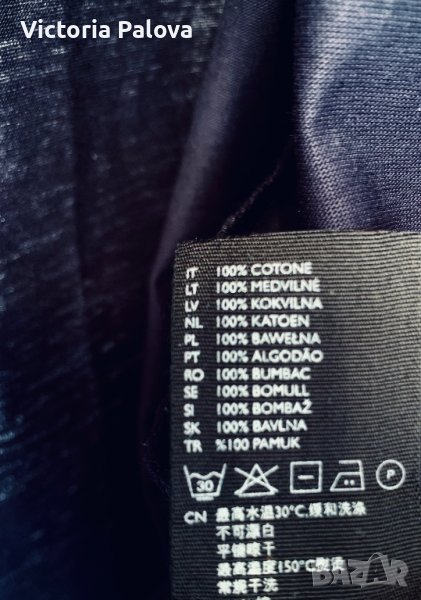 Victoria Palova
IT 100% COTONE
LT 100% MEDVILNĖ
LV 100% KOKVILNA
NL 100% KATOEN
PL 100% BAWEŁNA
PT 100% ALGODÃO
RO 100% BUMBAC
SE 100% BOMULL
SI 100% BOMBAŽ
SK 100% BAVLNA
TR %100 PAMUK
30 P
CN 最高水温30°C,缓和洗涤
不可漂白
平铺晾干
最高温度150°C熨烫
常规干洗
BAZAR